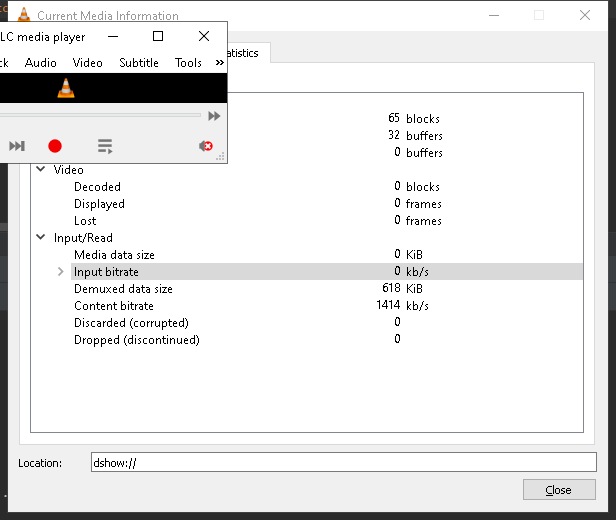 Current Media Information
LC media player
ck Audio Video Subtitle Tools »
atistics
65 blocks
32 buffers
0 buffers
Video
Decoded 0 blocks
Displayed 0 frames
Lost 0 frames
Input/Read
Media data size 0 KiB
Input bitrate 0 kb/s
Demuxed data size 618 KiB
Content bitrate 1414 kb/s
Discarded (corrupted) 0
Dropped (discontinued) 0
Location: dshow://
Close